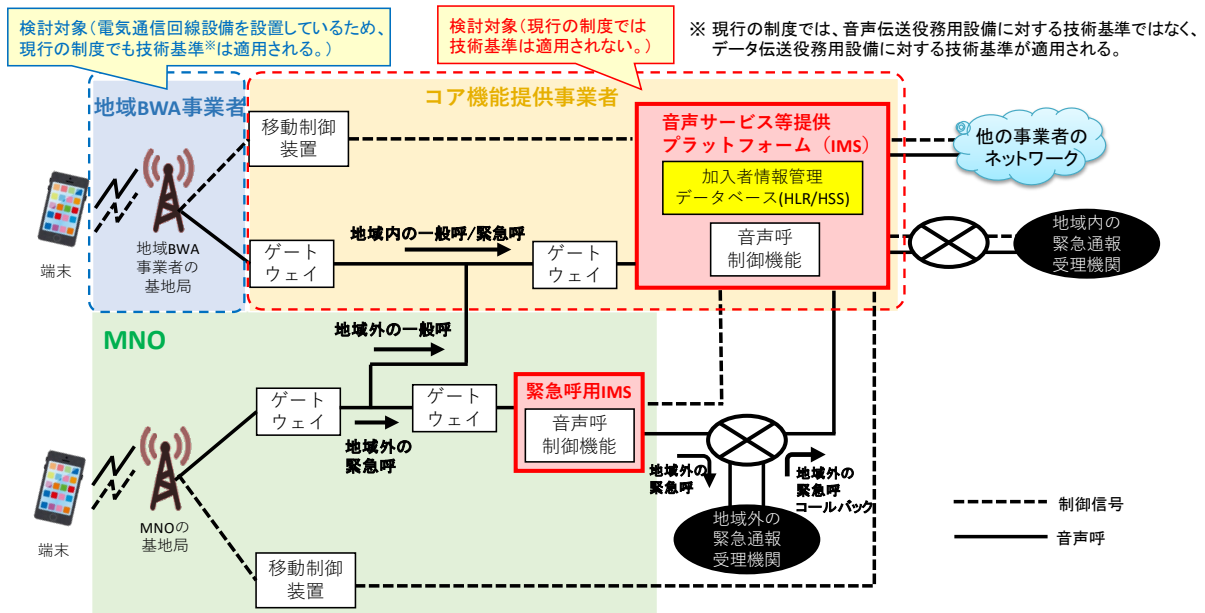 検討対象(電気通信回線設備を設置しているため、
現行の制度でも技術基準※は適用される。)
検討対象(現行の制度では
技術基準は適用されない。)
※ 現行の制度では、音声伝送役務用設備に対する技術基準ではなく、
データ伝送役務用設備に対する技術基準が適用される。
地域BWA事業者
コア機能提供事業者
移動制御
装置
音声サービス等提供
プラットフォーム（IMS）
加入者情報管理
データベース(HLR/HSS)
音声呼
制御機能
他の事業者の
ネットワーク
地域内の
緊急通報
受理機関
端末
地域BWA
事業者の
基地局
ゲート
ウェイ
地域内の一般呼/緊急呼
ゲート
ウェイ
MNO
地域外の一般呼
ゲート
ウェイ
地域外の
緊急呼
ゲート
ウェイ
緊急呼用IMS
音声呼
制御機能
地域外の
緊急呼
地域外の
緊急呼
コールバック
地域外の
緊急通報
受理機関
端末
MNOの
基地局
移動制御
装置
制御信号
音声呼